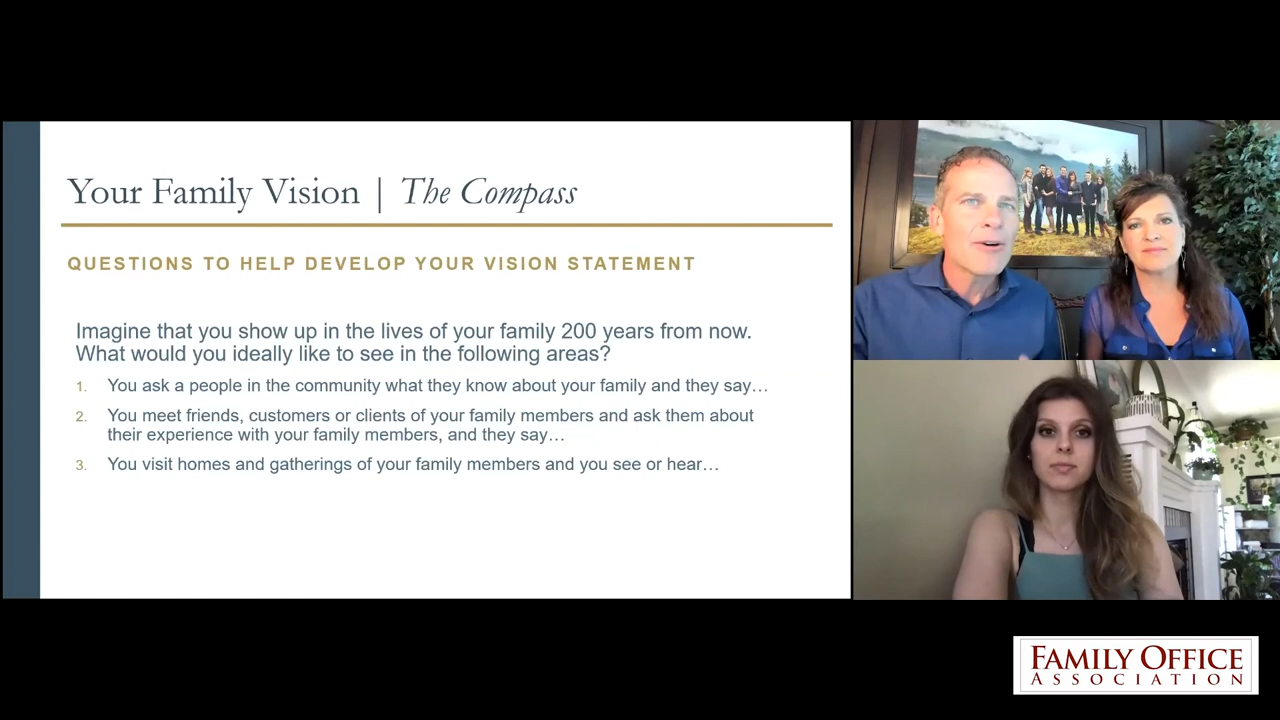 Your Family Vision | The Compass
QUESTIONS TO HELP DEVELOP YOUR VISION STATEMENT
Imagine that you show up in the lives of your family 200 years from now.
What would you ideally like to see in the following areas?
1. You ask a people in the community what they know about your family and they say…
2. You meet friends, customers or clients of your family members and ask them about
their experience with your family members, and they say…
3. You visit homes and gatherings of your family members and you see or hear…
FAMILY OFFICE
ASSOCIATION